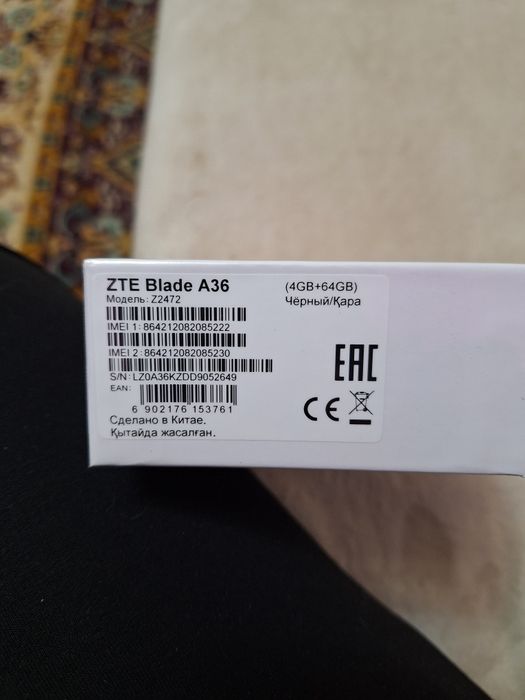 ZTE Blade A36
(4GB+64GB)
Модель: Z2472
Чёрный/Қара
IMEI 1: 864212082085222
IMEI 2: 864212082085230
S/N: LZ0A36KZDD9052649
EAN:
6 902176 153761
Сделано в Китае.
Қытайда жасалған.
EAC
CE